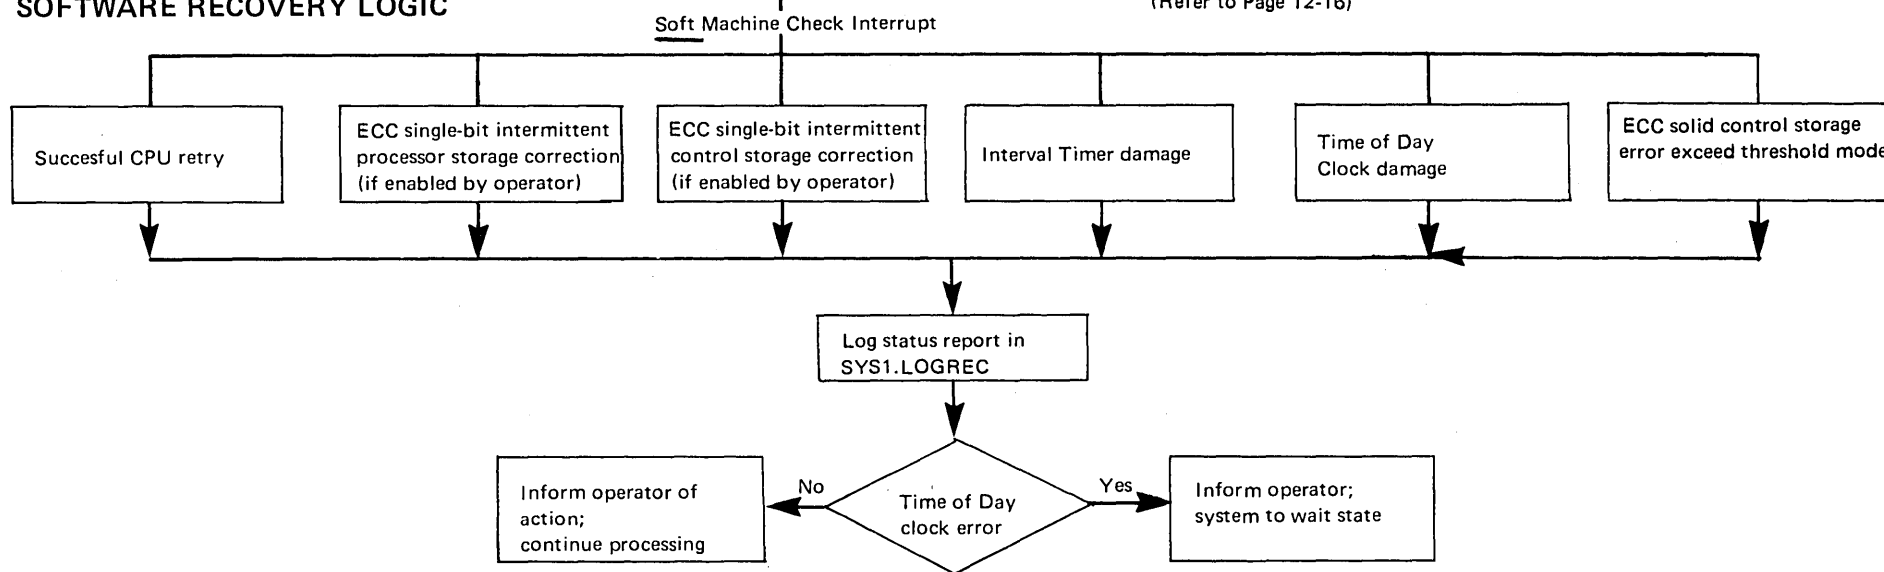 SOFTWARE RECOVERY LOGIC
(Refer to Page 12-16)
Soft Machine Check Interrupt
Succesful CPU retry
ECC single-bit intermittent
processor storage correction
(if enabled by operator)
ECC single-bit intermittent
control storage correction
(if enabled by operator)
Interval Timer damage
Time of Day
Clock damage
ECC solid control storage
error exceed threshold mode
Log status report in
SYS1.LOGREC
Inform operator of
action;
continue processing
No
Time of Day
clock error
Yes
Inform operator;
system to wait state